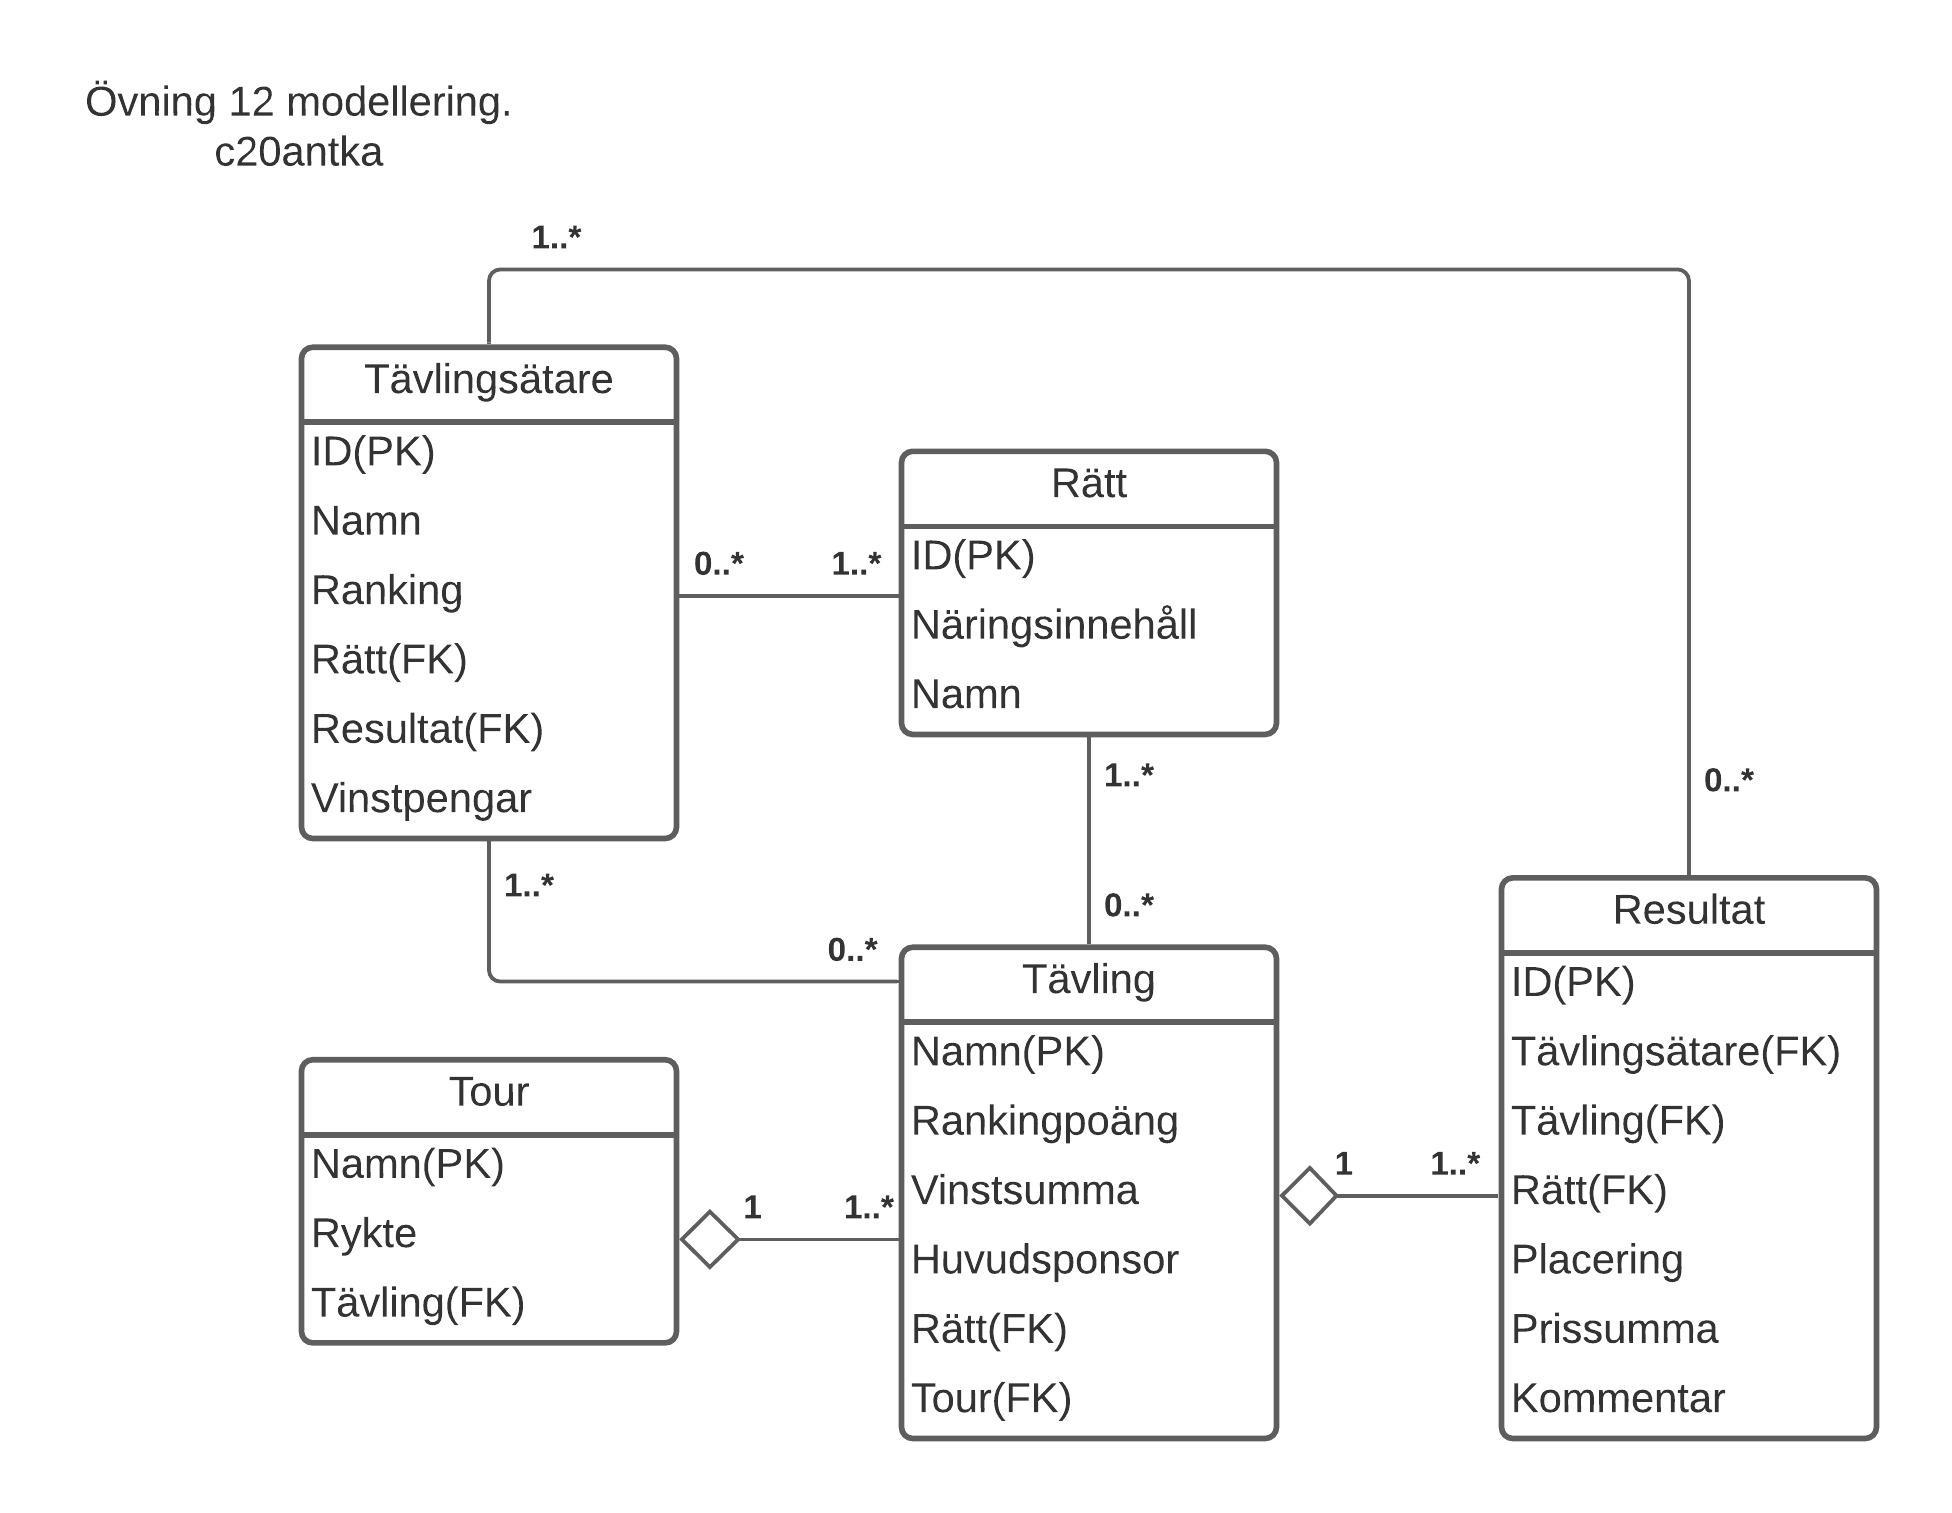 Övning 12 modellering.
c20antka
1..*
Tävlingsätare
ID(PK)
Namn
Ranking
Rätt(FK)
Resultat(FK)
Vinstpengar
0..*
1..*
Rätt
ID(PK)
Näringsinnehåll
Namn
1..*
0..*
1..*
0..*
0..*
Tävling
Namn(PK)
Rankingpoäng
Vinstsumma
Huvudsponsor
Rätt(FK)
Tour(FK)
Tour
Namn(PK)
Rykte
Tävling(FK)
1
1..*
1
1..*
Resultat
ID(PK)
Tävlingsätare(FK)
Tävling(FK)
Rätt(FK)
Placering
Prissumma
Kommentar